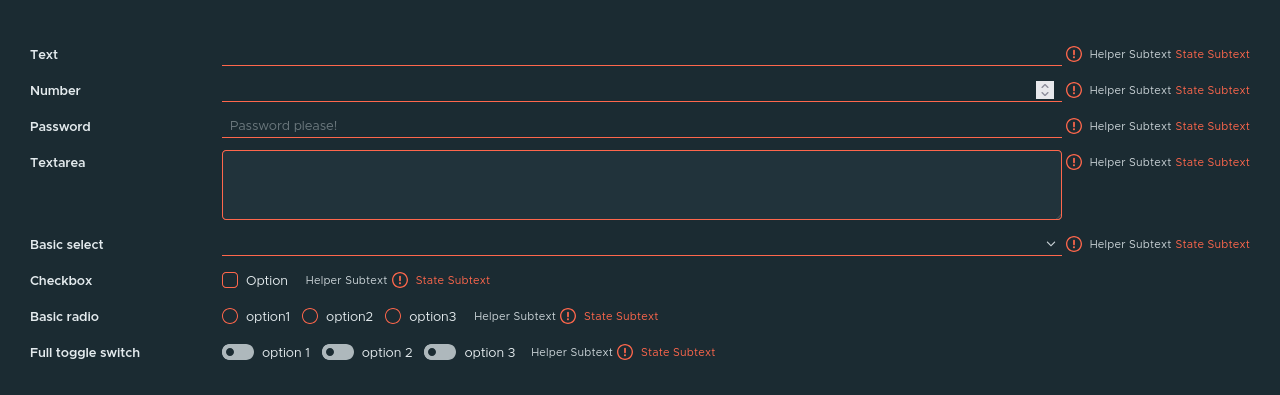 Text Helper Subtext State Subtext
Number Helper Subtext State Subtext
Password Password please! Helper Subtext State Subtext
Textarea Helper Subtext State Subtext
Basic select Helper Subtext State Subtext
Checkbox Option Helper Subtext State Subtext
Basic radio option1 option2 option3 Helper Subtext State Subtext
Full toggle switch option 1 option 2 option 3 Helper Subtext State Subtext